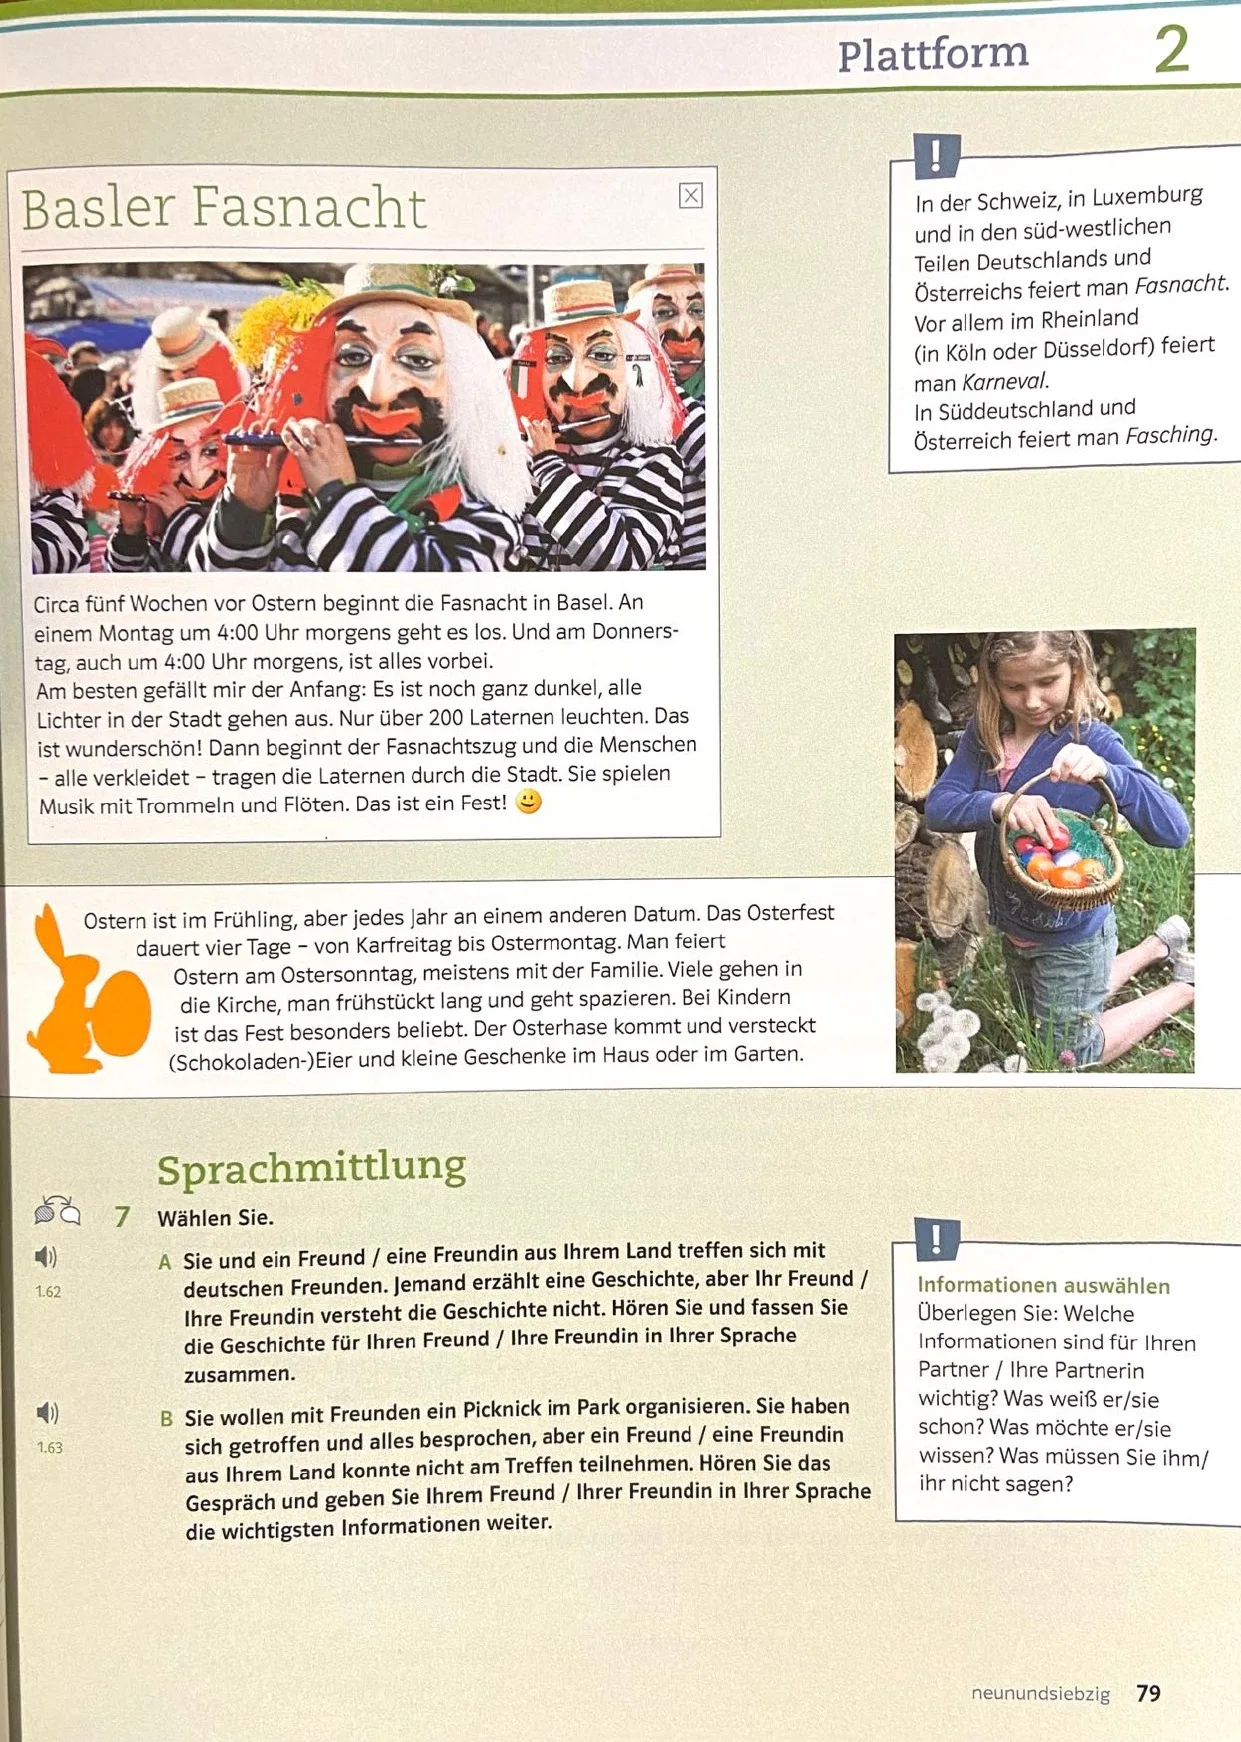 Plattform 2
Basler Fasnacht
Circa fünf Wochen vor Ostern beginnt die Fasnacht in Basel. An
einem Montag um 4:00 Uhr morgens geht es los. Und am Donners-
tag, auch um 4:00 Uhr morgens, ist alles vorbei.
Am besten gefällt mir der Anfang: Es ist noch ganz dunkel, alle
Lichter in der Stadt gehen aus. Nur über 200 Laternen leuchten. Das
ist wunderschön! Dann beginnt der Fasnachtszug und die Menschen
– alle verkleidet – tragen die Laternen durch die Stadt. Sie spielen
Musik mit Trommeln und Flöten. Das ist ein Fest! 😃
!
In der Schweiz, in Luxemburg
und in den süd-westlichen
Teilen Deutschlands und
Österreichs feiert man Fasnacht.
Vor allem im Rheinland
(in Köln oder Düsseldorf) feiert
man Karneval.
In Süddeutschland und
Österreich feiert man Fasching.
Ostern ist im Frühling, aber jedes Jahr an einem anderen Datum. Das Osterfest
dauert vier Tage – von Karfreitag bis Ostermontag. Man feiert
Ostern am Ostersonntag, meistens mit der Familie. Viele gehen in
die Kirche, man frühstückt lang und geht spazieren. Bei Kindern
ist das Fest besonders beliebt. Der Osterhase kommt und versteckt
(Schokoladen-)Eier und kleine Geschenke im Haus oder im Garten.
Sprachmittlung
7 Wählen Sie.
1.62
A Sie und ein Freund / eine Freundin aus Ihrem Land treffen sich mit
deutschen Freunden. Jemand erzählt eine Geschichte, aber Ihr Freund /
Ihre Freundin versteht die Geschichte nicht. Hören Sie und fassen Sie
die Geschichte für Ihren Freund / Ihre Freundin in Ihrer Sprache
zusammen.
1.63
B Sie wollen mit Freunden ein Picknick im Park organisieren. Sie haben
sich getroffen und alles besprochen, aber ein Freund / eine Freundin
aus Ihrem Land konnte nicht am Treffen teilnehmen. Hören Sie das
Gespräch und geben Sie Ihrem Freund / Ihrer Freundin in Ihrer Sprache
die wichtigsten Informationen weiter.
!
Informationen auswählen
Überlegen Sie: Welche
Informationen sind für Ihren
Partner / Ihre Partnerin
wichtig? Was weiß er/sie
schon? Was möchte er/sie
wissen? Was müssen Sie ihm/
ihr nicht sagen?
neunundsiebzig 79